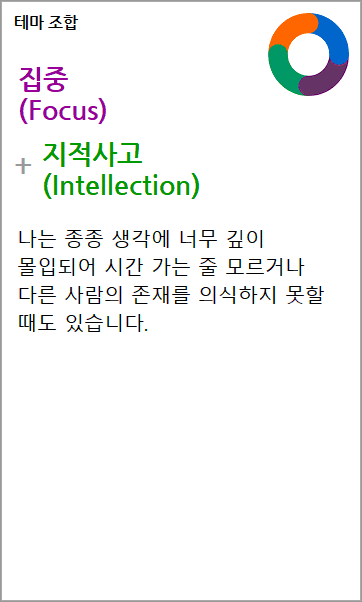 테마 조합
집중
(Focus)
+ 지적사고
(Intellection)
나는 종종 생각에 너무 깊이
몰입되어 시간 가는 줄 모르거나
다른 사람의 존재를 의식하지 못할
때도 있습니다.